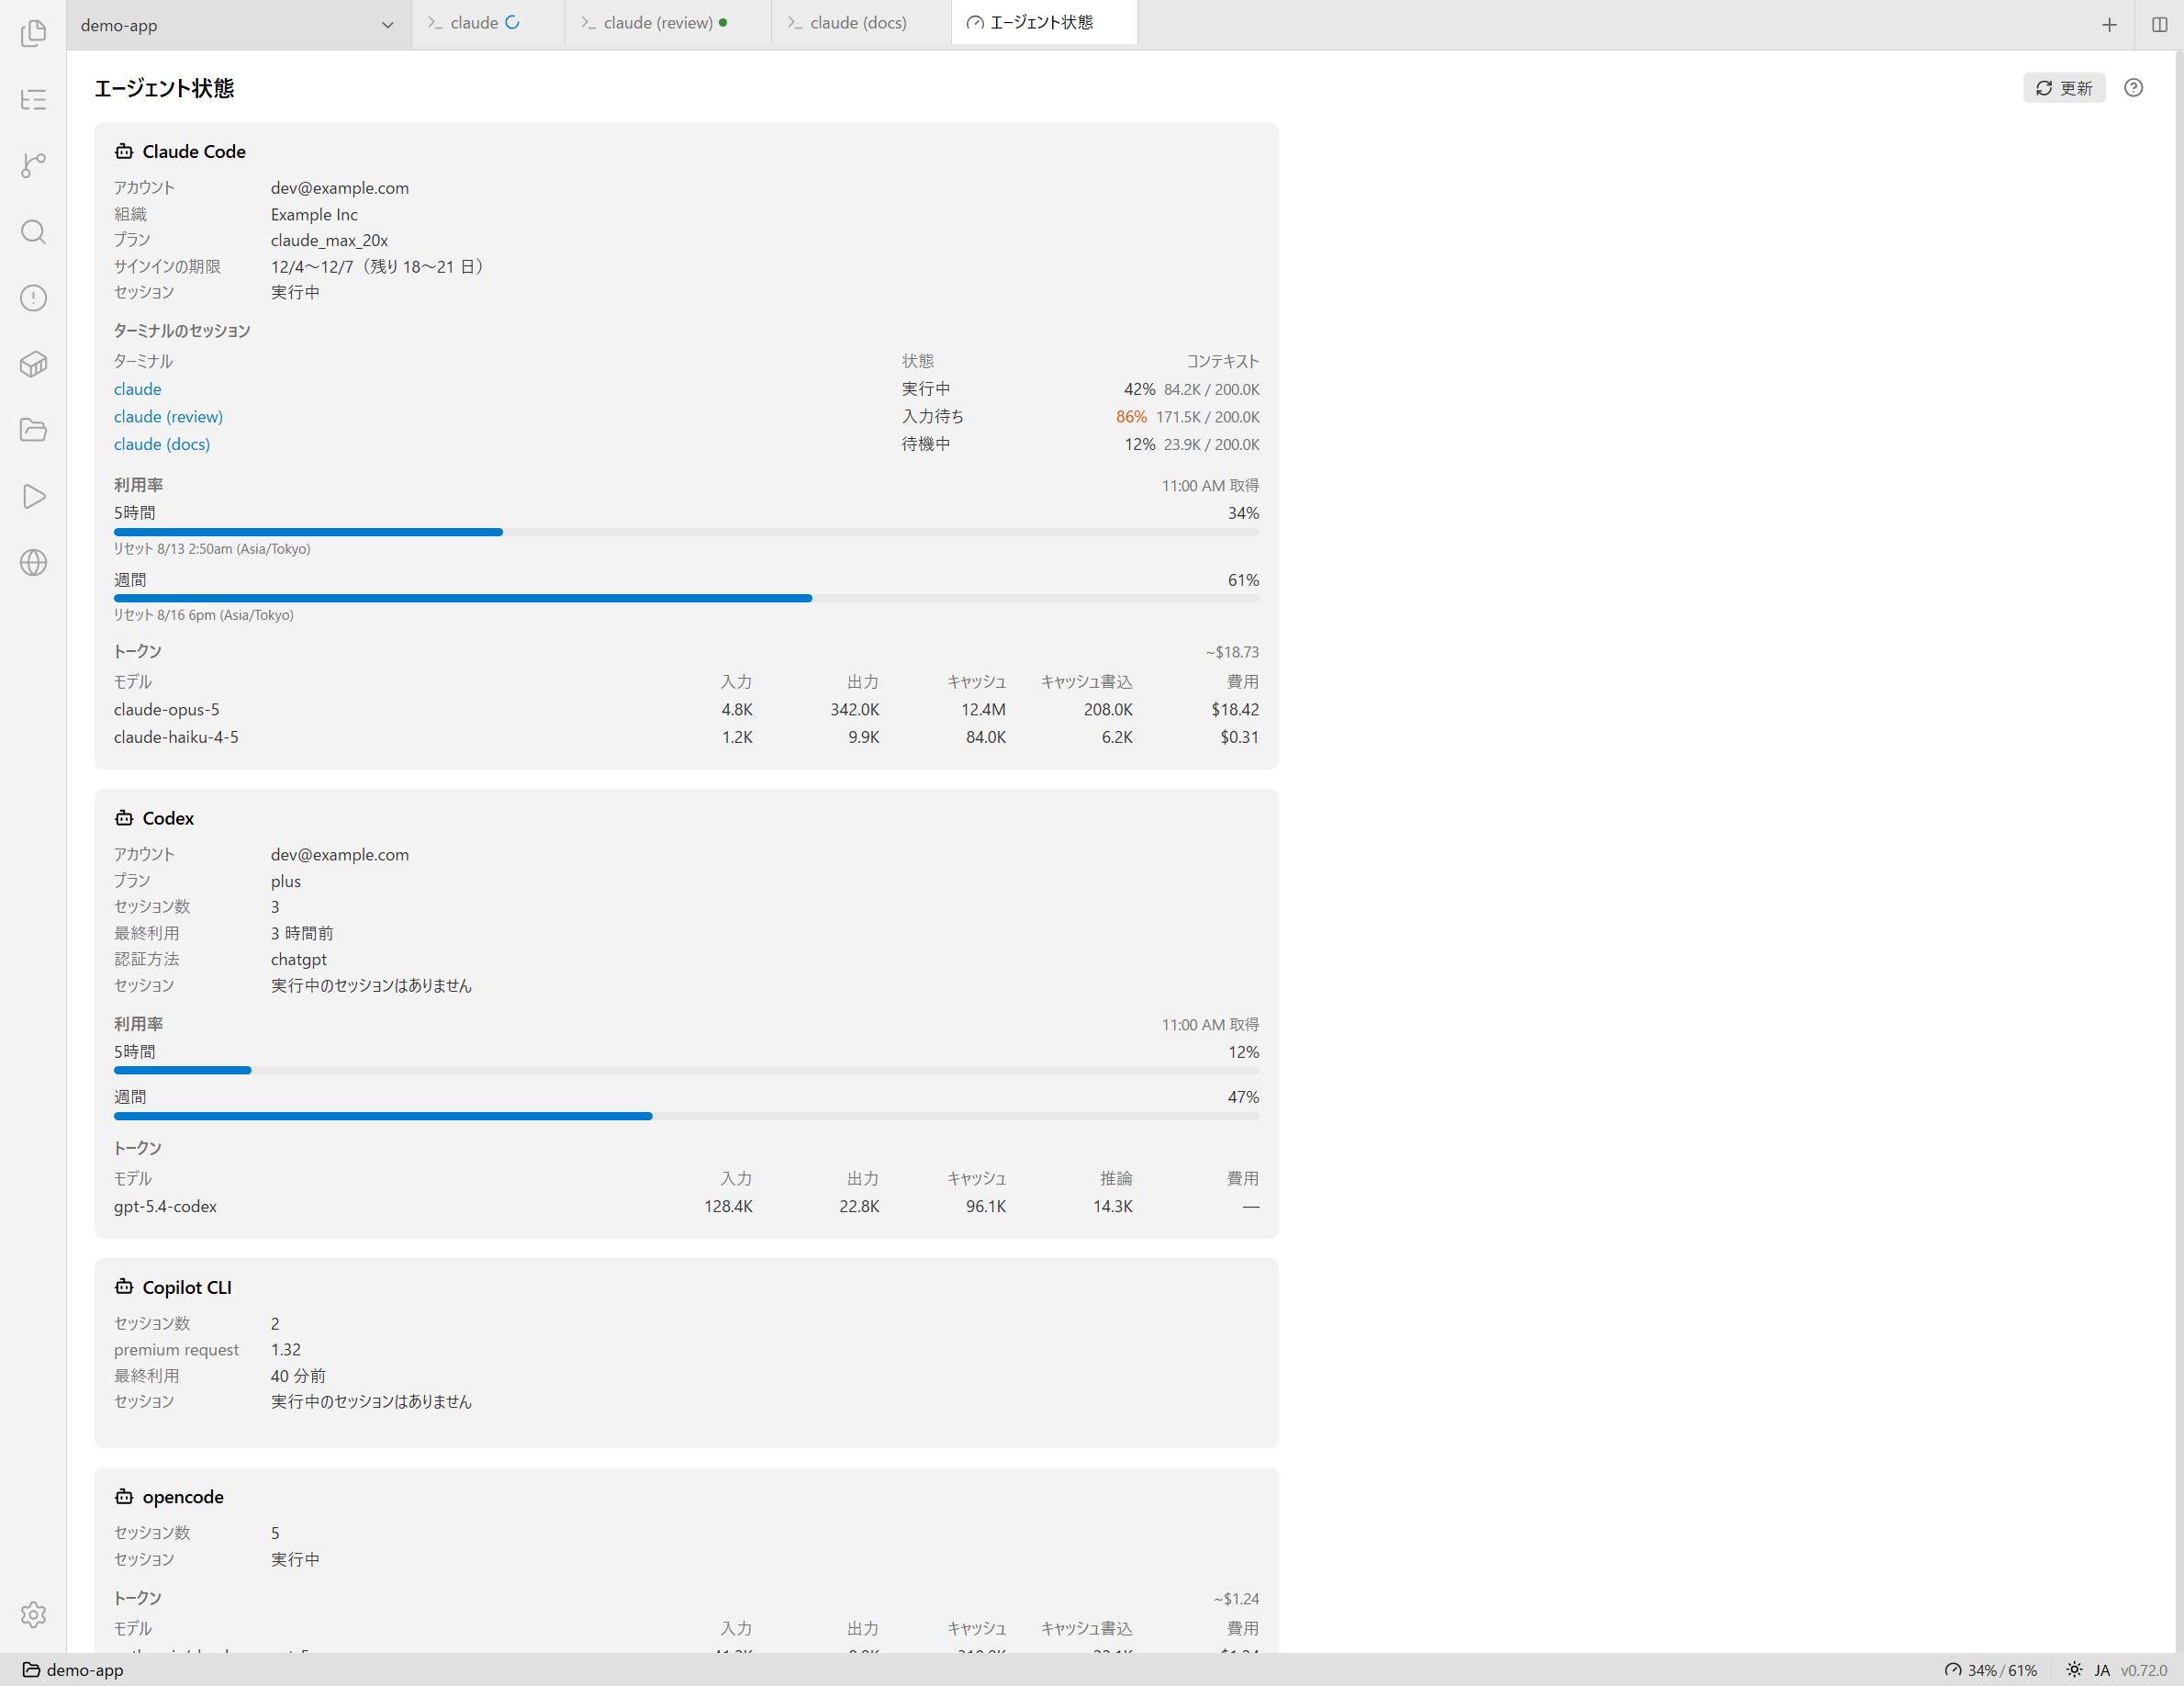 demo-app
claude
claude (review)
claude (docs)
エージェント状態
エージェント状態
更新
Claude Code
アカウント dev@example.com
組織 Example Inc
プラン claude_max_20x
サインインの期限 12/4〜12/7（残り 18〜21 日）
セッション 実行中
ターミナルのセッション
ターミナル 状態 コンテキスト
claude 実行中 42% 84.2K / 200.0K
claude (review) 入力待ち 86% 171.5K / 200.0K
claude (docs) 待機中 12% 23.9K / 200.0K
利用率 11:00 AM 取得
5時間 34%
リセット 8/13 2:50am (Asia/Tokyo)
週間 61%
リセット 8/16 6pm (Asia/Tokyo)
トークン ~$18.73
モデル 入力 出力 キャッシュ キャッシュ書込 費用
claude-opus-5 4.8K 342.0K 12.4M 208.0K $18.42
claude-haiku-4-5 1.2K 9.9K 84.0K 6.2K $0.31
Codex
アカウント dev@example.com
プラン plus
セッション数 3
最終利用 3 時間前
認証方法 chatgpt
セッション 実行中のセッションはありません
利用率 11:00 AM 取得
5時間 12%
週間 47%
トークン
モデル 入力 出力 キャッシュ 推論 費用
gpt-5.4-codex 128.4K 22.8K 96.1K 14.3K —
Copilot CLI
セッション数 2
premium request 1.32
最終利用 40 分前
セッション 実行中のセッションはありません
opencode
セッション数 5
セッション 実行中
トークン ~$1.24
モデル 入力 出力 キャッシュ キャッシュ書込 費用
demo-app
34% / 61%
JA
v0.72.0